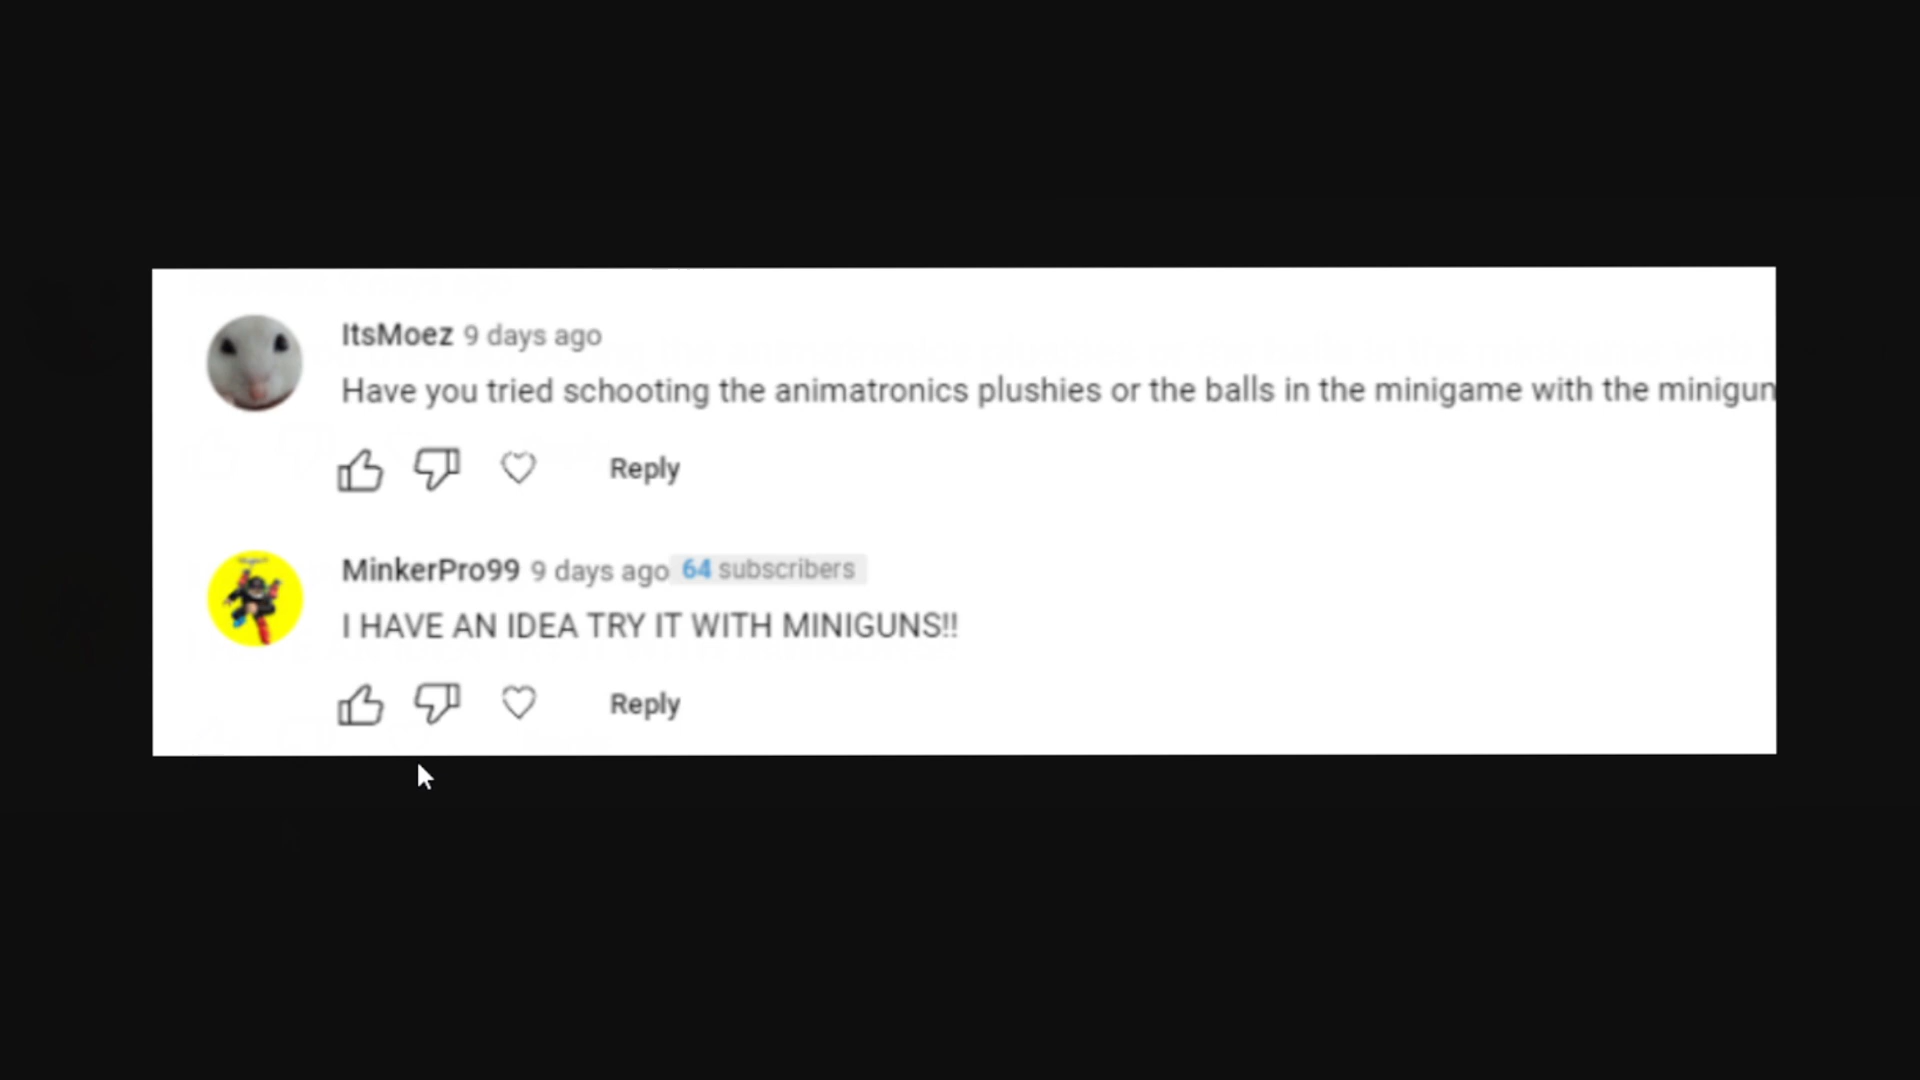 ItsMoez 9 days ago
Have you tried schooting the animatronics plushies or the balls in the minigame with the minigun
Reply
MinkerPro99 9 days ago 64 subscribers
I HAVE AN IDEA TRY IT WITH MINIGUNS!!
Reply